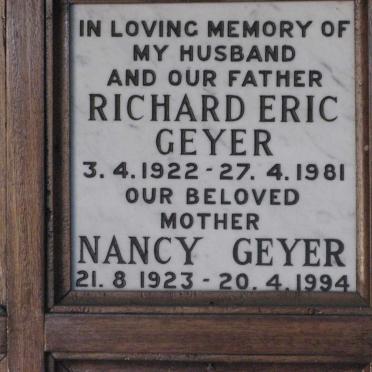 IN LOVING MEMORY OF
MY HUSBAND
AND OUR FATHER
RICHARD ERIC
GEYER
3. 4. 1922 - 27. 4. 1981
OUR BELOVED
MOTHER
NANCY GEYER
21. 8 1923 - 20. 4. 1994